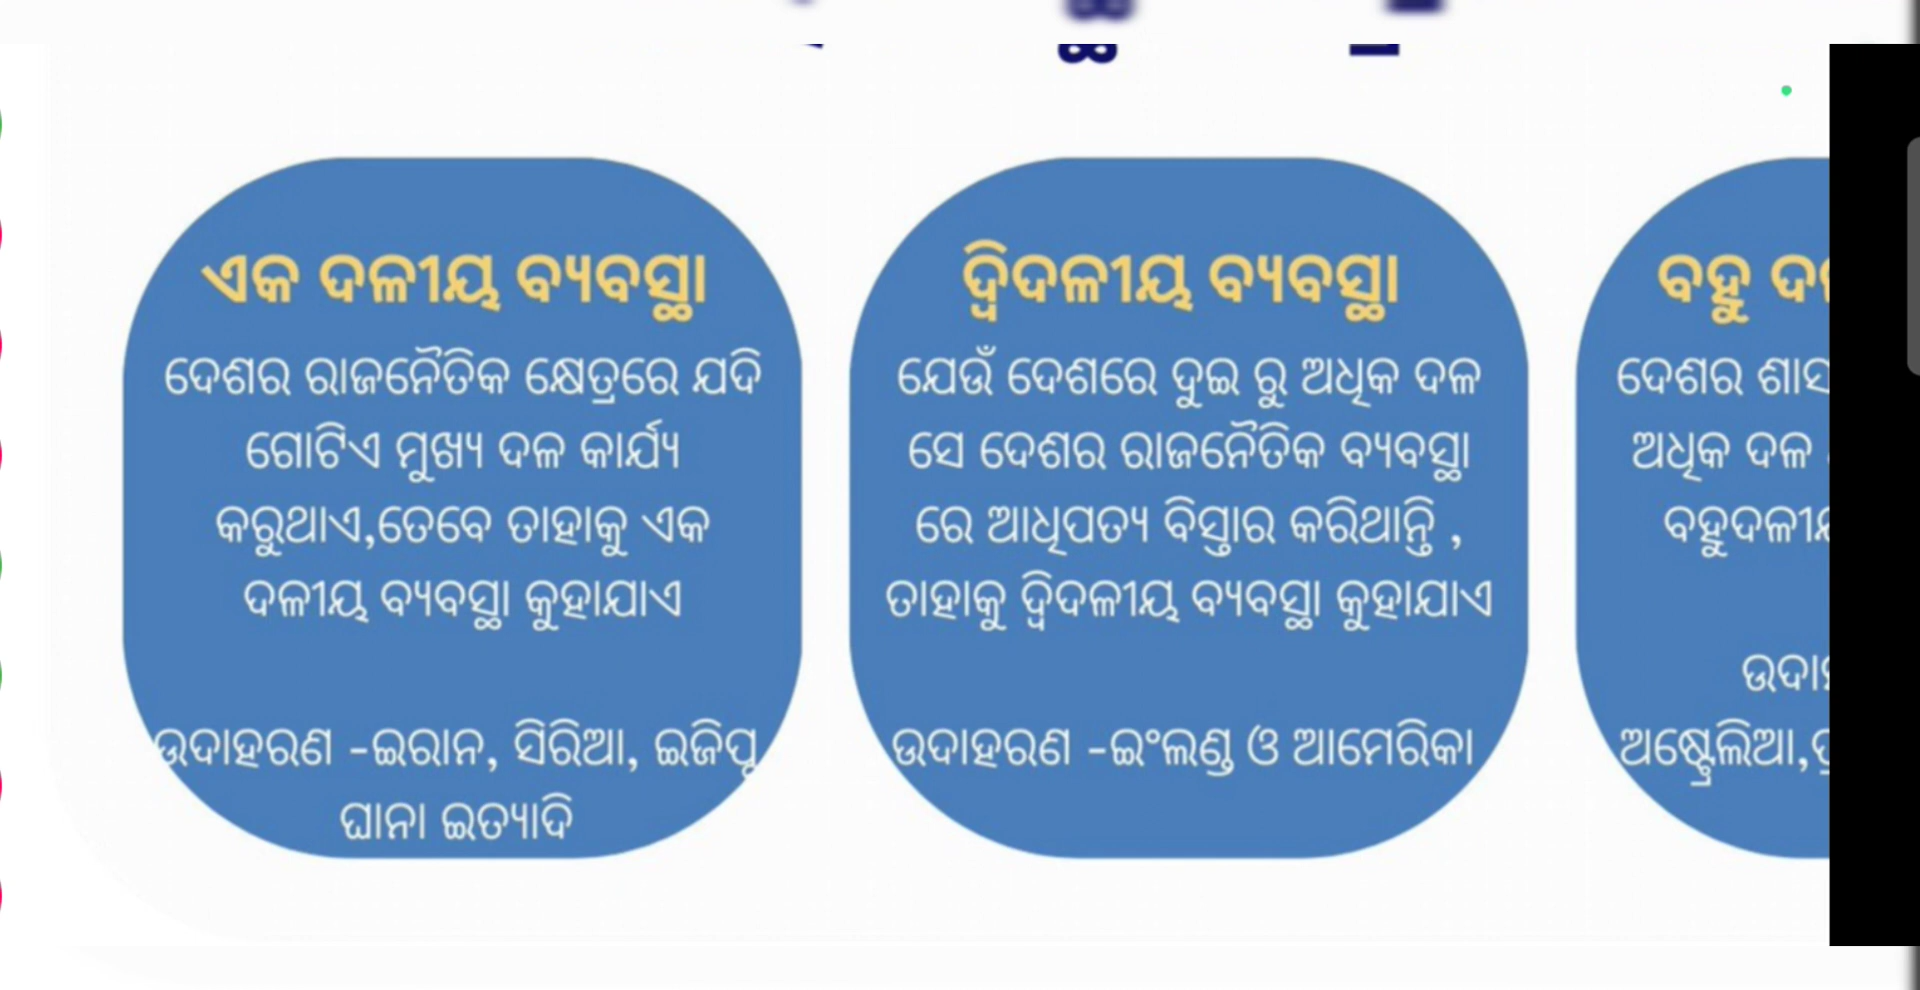 ଏକ ଦଳୀୟ ବ୍ୟବସ୍ଥା
ଦେଶର ରାଜନୈତିକ କ୍ଷେତ୍ରରେ ଯଦି
ଗୋଟିଏ ମୁଖ୍ୟ ଦଳ କାର୍ଯ୍ୟ
କରୁଥାଏ,ତେବେ ତାହାକୁ ଏକ
ଦଳୀୟ ବ୍ୟବସ୍ଥା କୁହାଯାଏ
ଉଦାହରଣ -ଇରାନ, ସିରିଆ, ଇଜିପ୍ଟ
ଘାନା ଇତ୍ୟାଦି
ଦ୍ୱିଦଳୀୟ ବ୍ୟବସ୍ଥା
ଯେଉଁ ଦେଶରେ ଦୁଇ ରୁ ଅଧିକ ଦଳ
ସେ ଦେଶର ରାଜନୈତିକ ବ୍ୟବସ୍ଥା
ରେ ଆଧିପତ୍ୟ ବିସ୍ତାର କରିଥାନ୍ତି ,
ତାହାକୁ ଦ୍ୱିଦଳୀୟ ବ୍ୟବସ୍ଥା କୁହାଯାଏ
ଉଦାହରଣ -ଇଂଲଣ୍ଡ ଓ ଆମେରିକା
ବହୁ
ଦେଶର
ଅଧିକ ଦଳ
ଅଷ୍ଟ୍ରେଲିଆ,